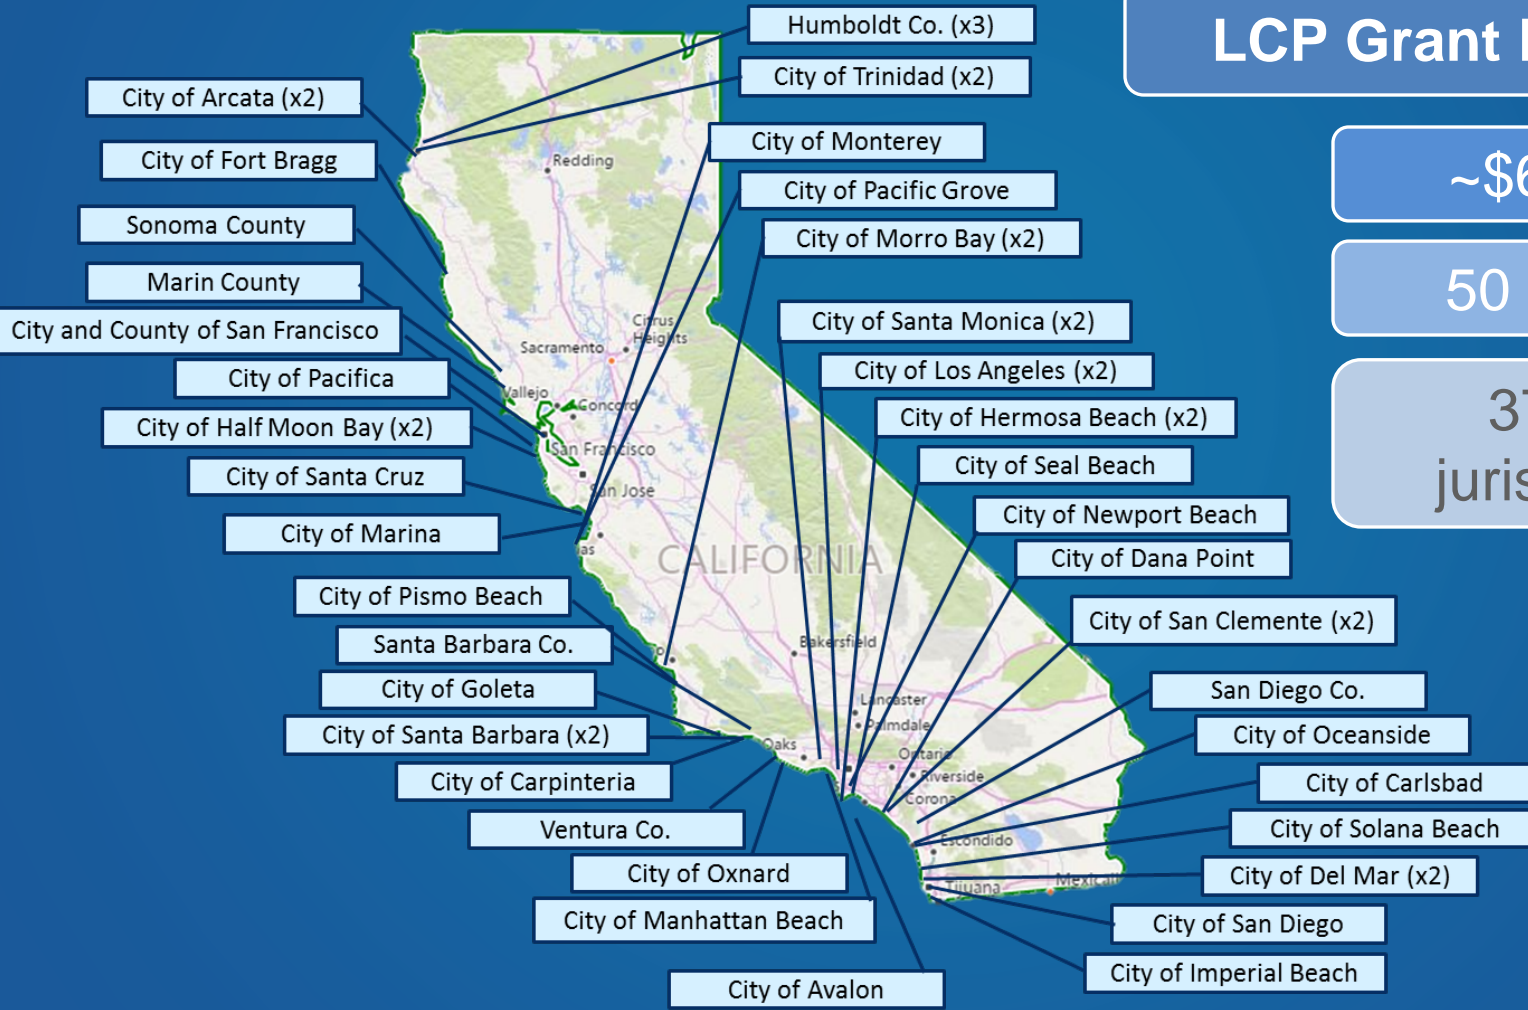 LCP Grant
~$6
50
37
juris
Humboldt Co. (x3)
City of Trinidad (x2)
City of Monterey
City of Pacific Grove
City of Morro Bay (x2)
City of Santa Monica (x2)
City of Los Angeles (x2)
City of Hermosa Beach (x2)
City of Seal Beach
City of Newport Beach
City of Dana Point
City of San Clemente (x2)
San Diego Co.
City of Oceanside
City of Carlsbad
City of Solana Beach
City of Del Mar (x2)
City of San Diego
City of Imperial Beach
City of Arcata (x2)
City of Fort Bragg
Sonoma County
Marin County
City and County of San Francisco
City of Pacifica
City of Half Moon Bay (x2)
City of Santa Cruz
City of Marina
City of Pismo Beach
Santa Barbara Co.
City of Goleta
City of Santa Barbara (x2)
City of Carpinteria
Ventura Co.
City of Oxnard
City of Manhattan Beach
City of Avalon
Redding
Citrus
Heights
Sacramento
Vallejo
Concord
San Francisco
San Jose
as
CALIFORNIA
Bakersfield
Lancaster
Palmdale
Oaks
Ontario
Riverside
Corona
Escondido
Tijuana
Mexicali